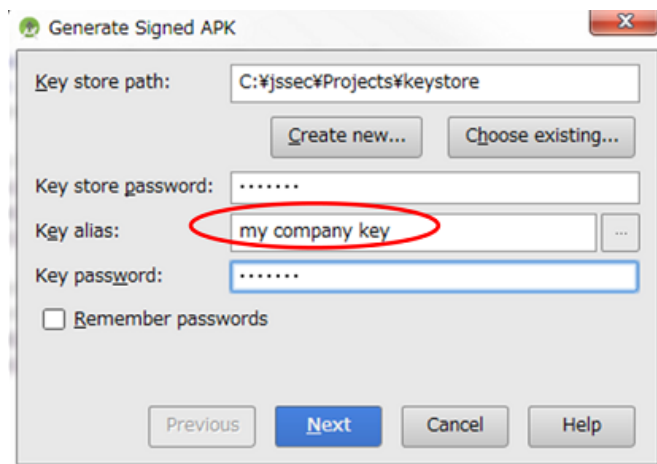 Generate Signed APK
Key store path: C:¥jssec¥Projects¥keystore
Create new... Choose existing...
Key store password: •••••••
Key alias: my company key ...
Key password: •••••••
Remember passwords
Previous Next Cancel Help